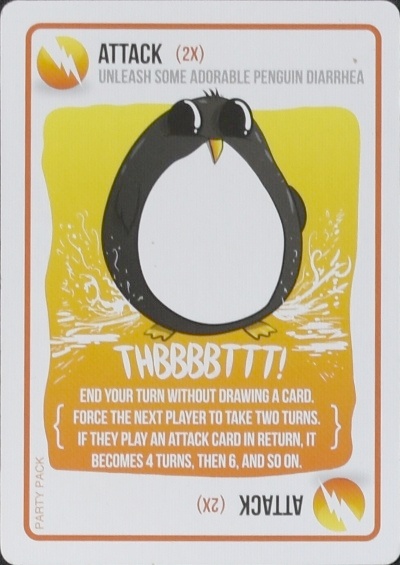 ATTACK (2X)
UNLEASH SOME ADORABLE PENGUIN DIARRHEA
THBBBBTTT!
END YOUR TURN WITHOUT DRAWING A CARD.
{ FORCE THE NEXT PLAYER TO TAKE TWO TURNS. }
IF THEY PLAY AN ATTACK CARD IN RETURN, IT
BECOMES 4 TURNS, THEN 6, AND SO ON.
PARTY PACK
ATTACK (2X)